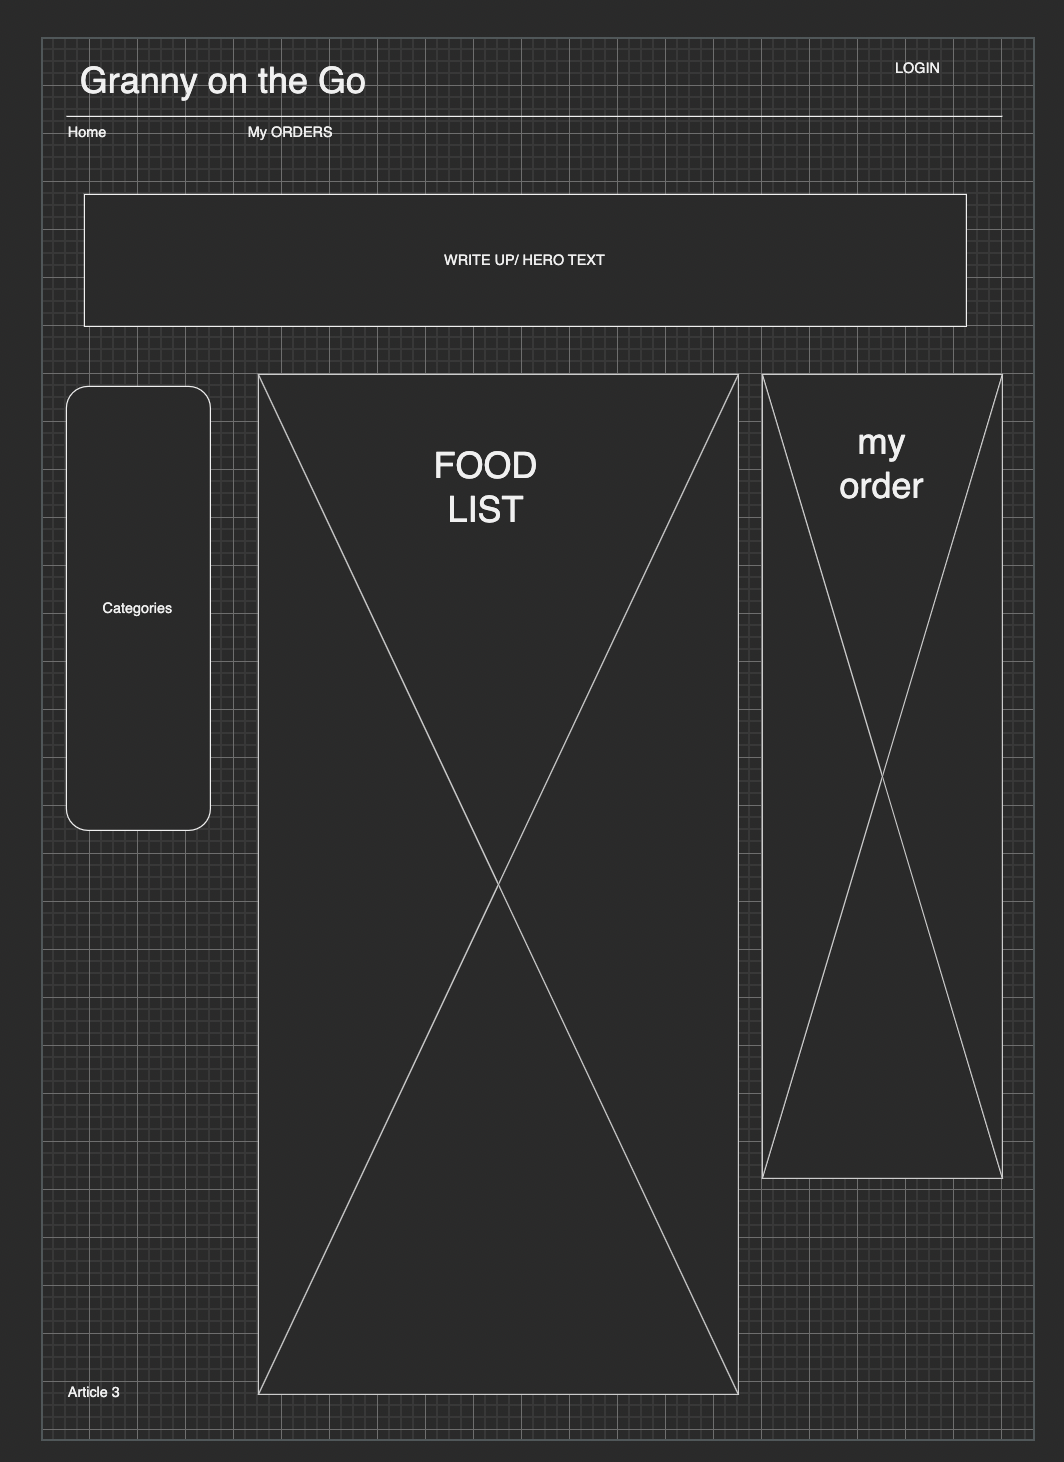 Granny on the Go
LOGIN
Home
My ORDERS
WRITE UP/ HERO TEXT
Categories
FOOD
LIST
my
order
Article 3